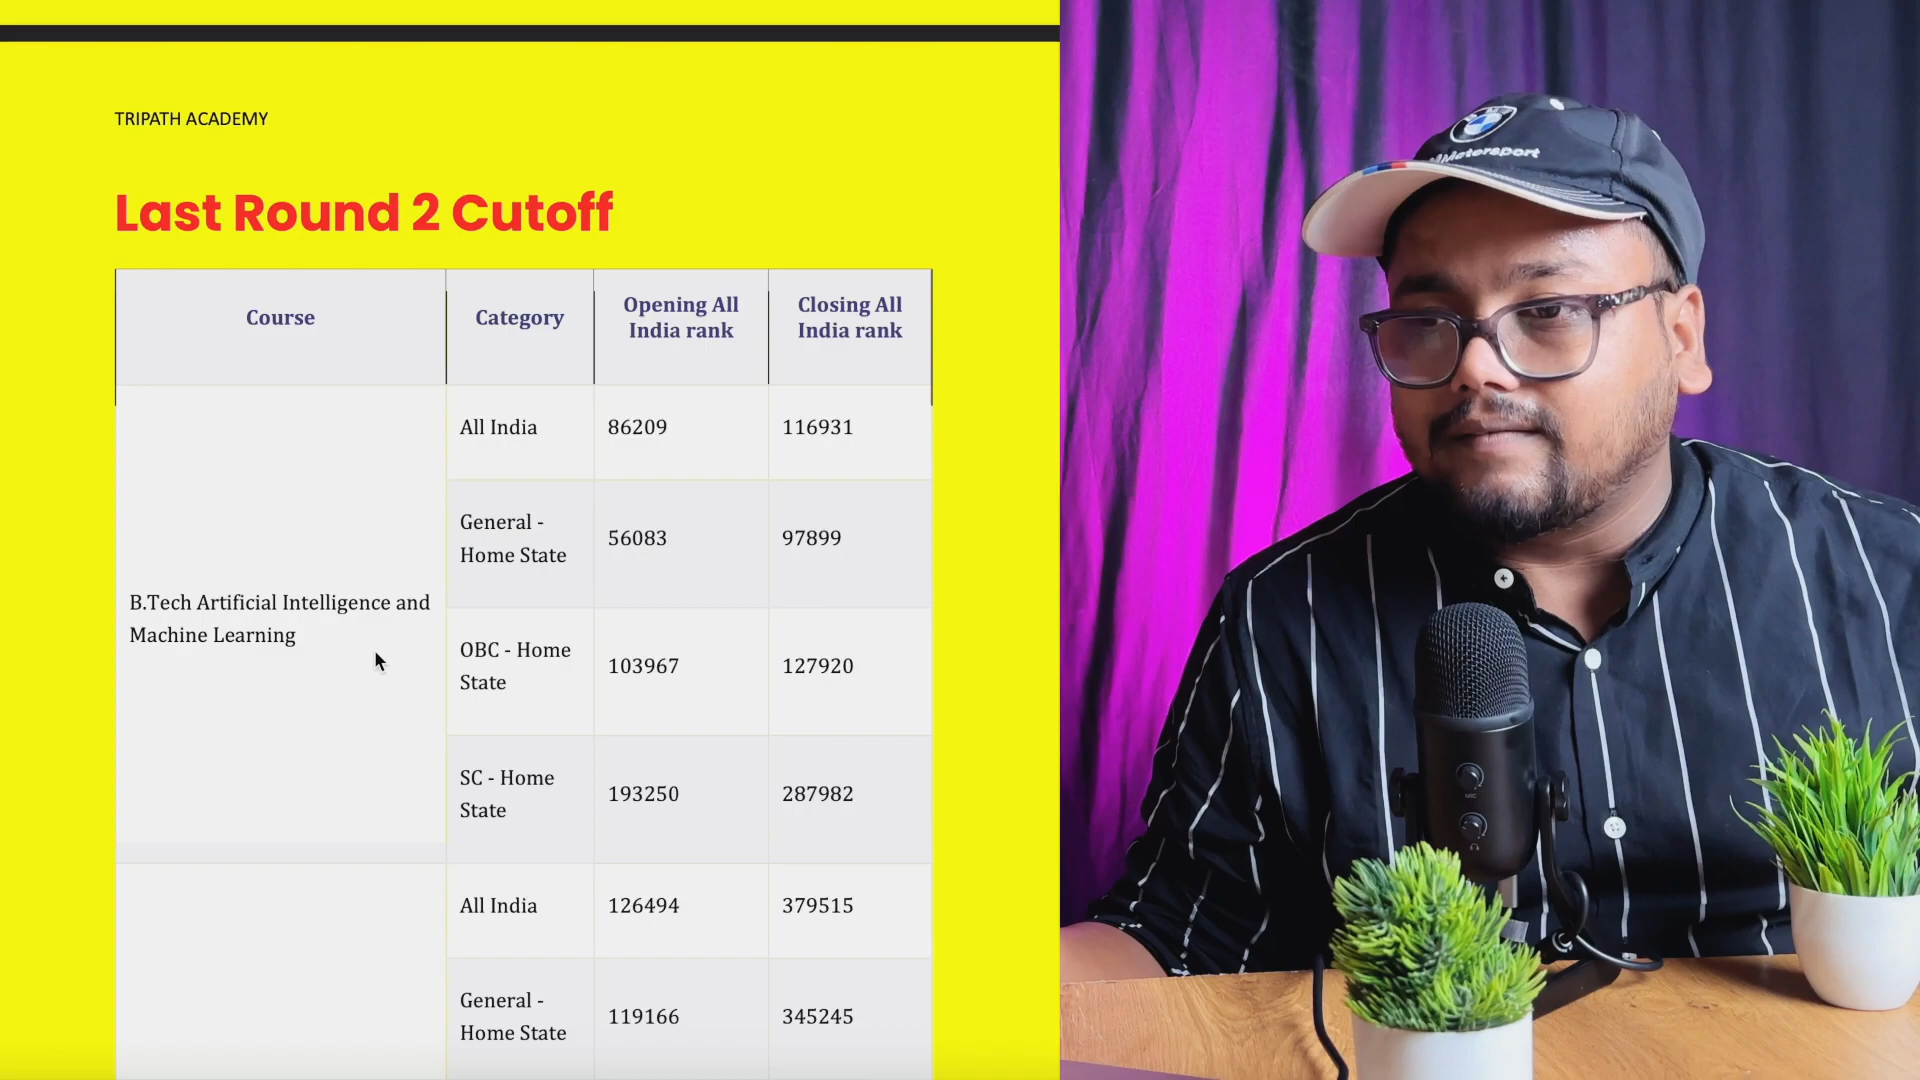 TRIPATH ACADEMY
Last Round 2 Cutoff
Course
Category
Opening All
India rank
Closing All
India rank
B.Tech Artificial Intelligence and
Machine Learning
All India
86209
116931
General -
Home State
56083
97899
OBC - Home
State
103967
127920
SC - Home
State
193250
287982
All India
126494
379515
General -
Home State
119166
345245
Motorsport